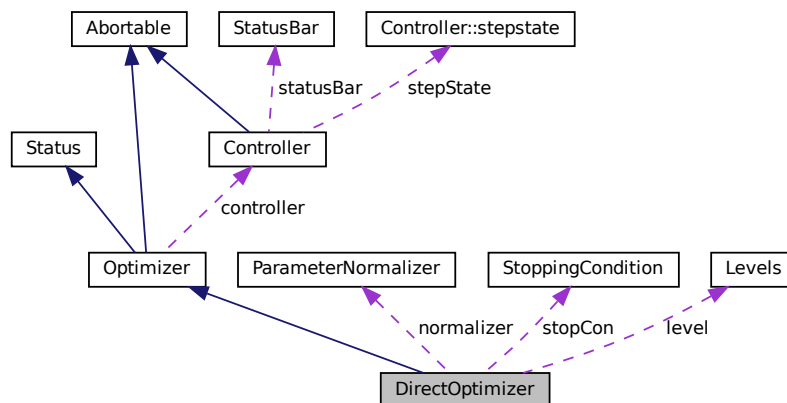 Abortable
StatusBar
Controller::stepstate
statusBar
stepState
Status
Controller
controller
Optimizer
ParameterNormalizer
StoppingCondition
Levels
normalizer
stopCon
level
DirectOptimizer